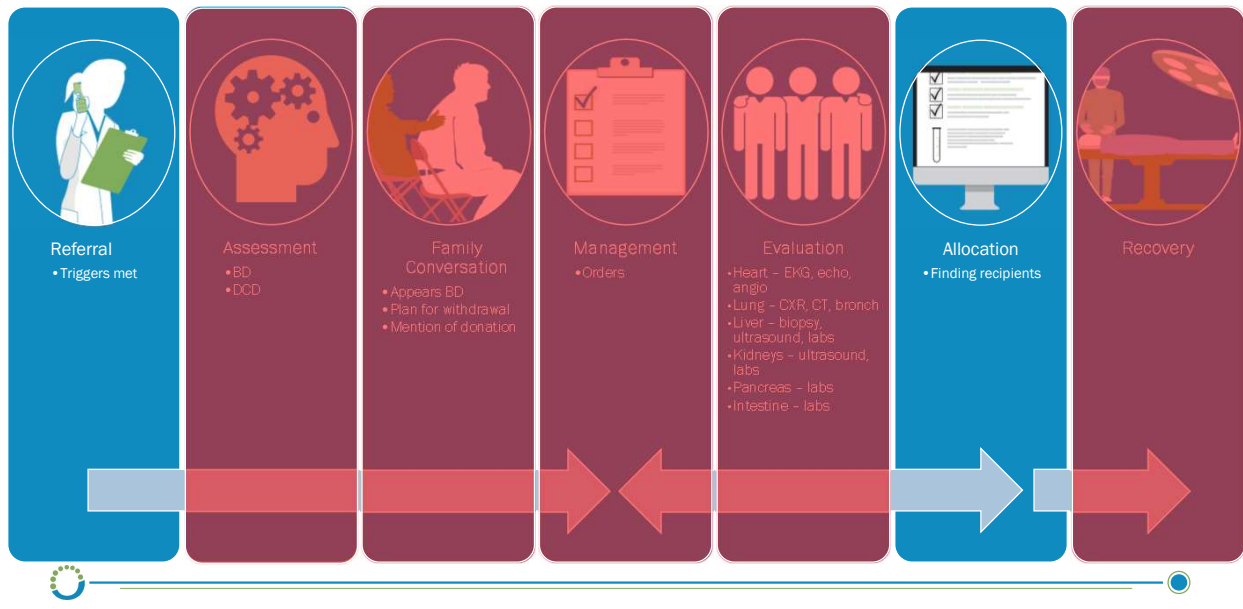 Referral
• Triggers met
Assessment
• BD
• DCD
Family
Conversation
• Appears BD
• Plan for withdrawal
• Mention of donation
Management
• Orders
Evaluation
• Heart – EKG, echo,
angio
• Lung – CXR, CT, bronch
• Liver – biopsy,
ultrasound, labs
• Kidneys – ultrasound,
labs
• Pancreas – labs
• Intestine – labs
Allocation
• Finding recipients
Recovery